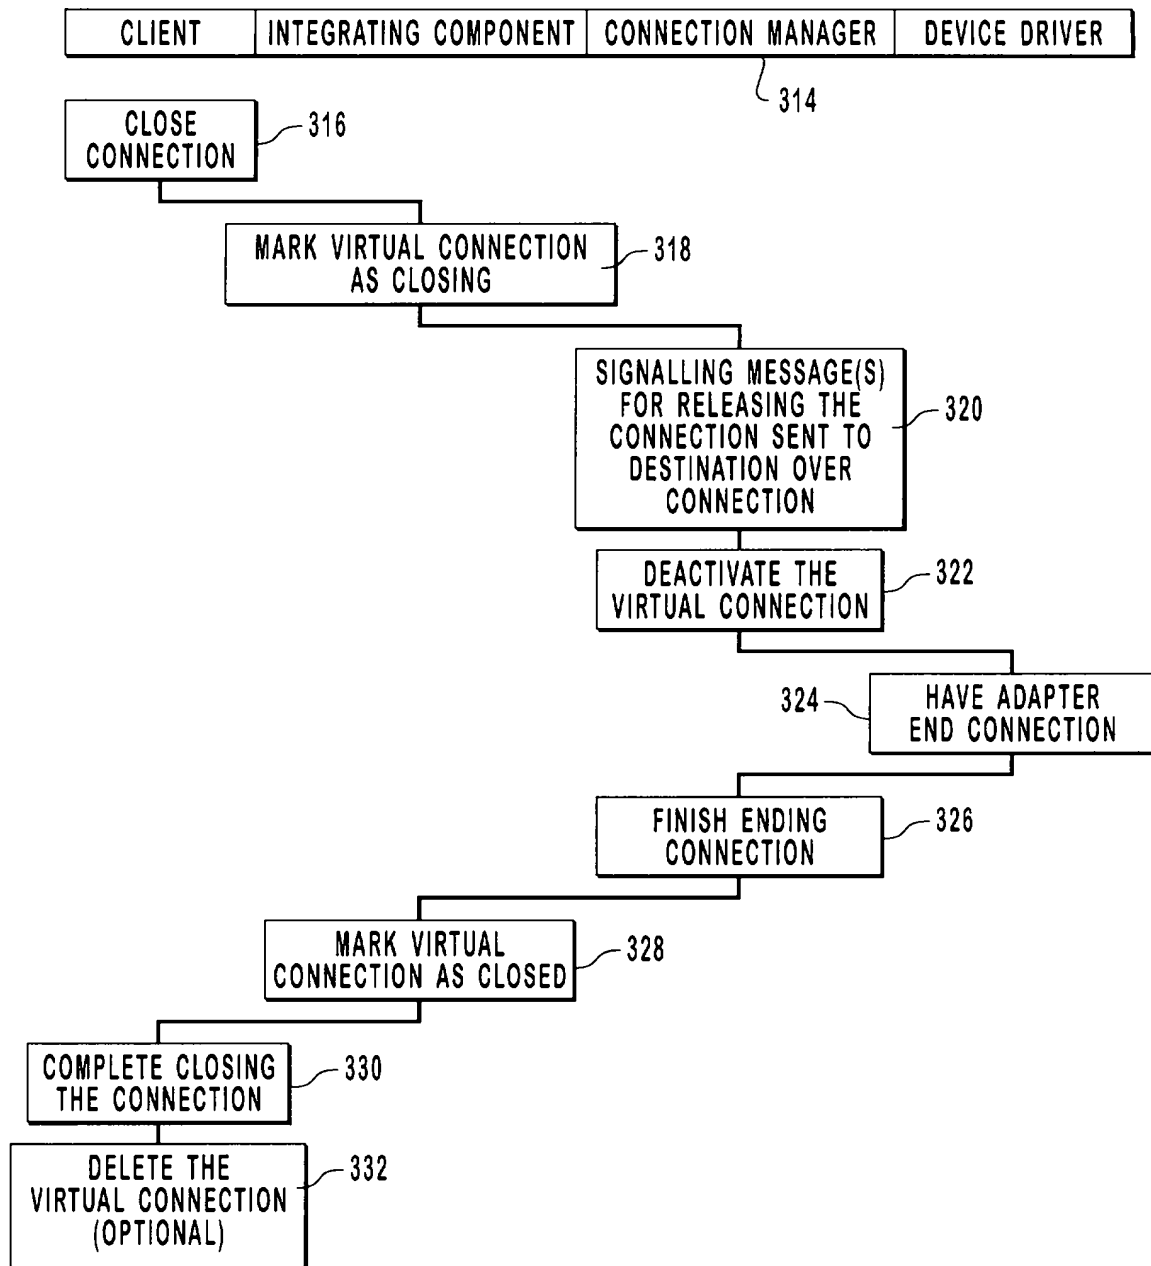 CLIENT INTEGRATING COMPONENT CONNECTION MANAGER DEVICE DRIVER
314
CLOSE
CONNECTION
316
MARK VIRTUAL CONNECTION
AS CLOSING
318
SIGNALLING MESSAGE(S)
FOR RELEASING THE
CONNECTION SENT TO
DESTINATION OVER
CONNECTION
320
DEACTIVATE THE
VIRTUAL CONNECTION
322
324
HAVE ADAPTER
END CONNECTION
FINISH ENDING
CONNECTION
326
MARK VIRTUAL
CONNECTION AS CLOSED
328
COMPLETE CLOSING
THE CONNECTION
330
DELETE THE
VIRTUAL CONNECTION
(OPTIONAL)
332